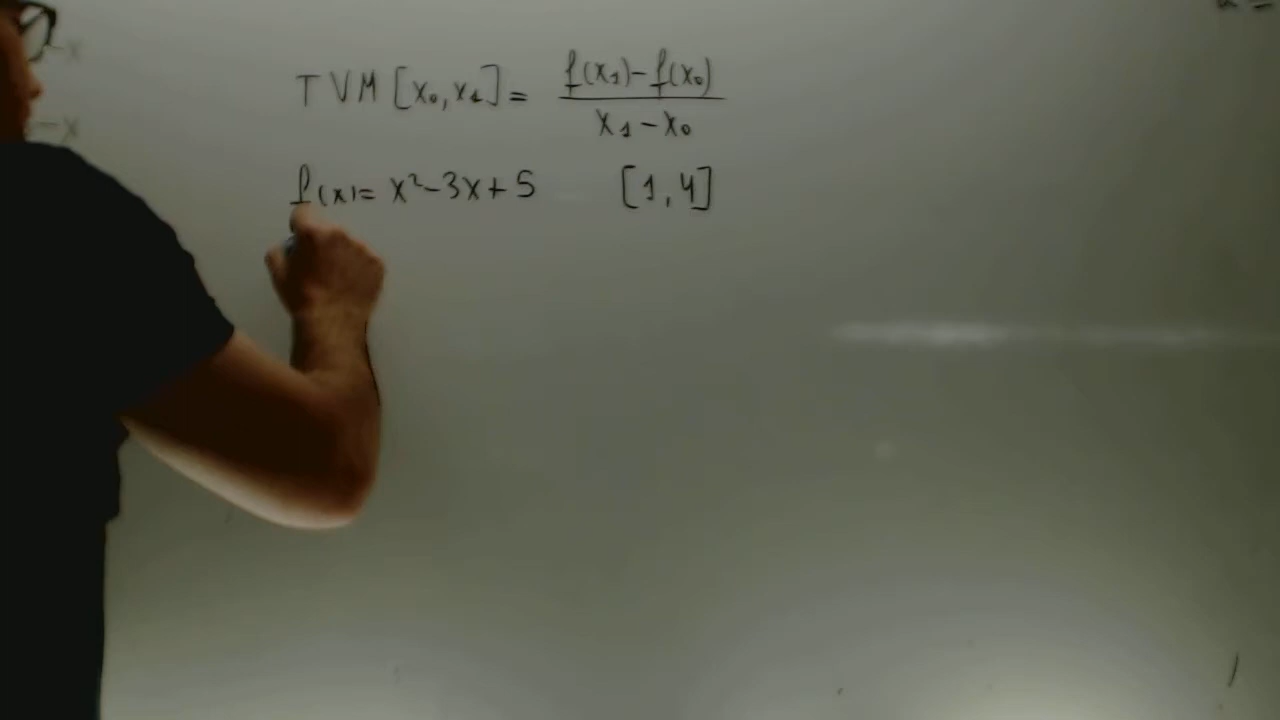 TVM [x₀, x₁] = f(x₁) - f(x₀) / x₁ - x₀
f(x) = x² - 3x + 5 [1, 4]
-x
-x